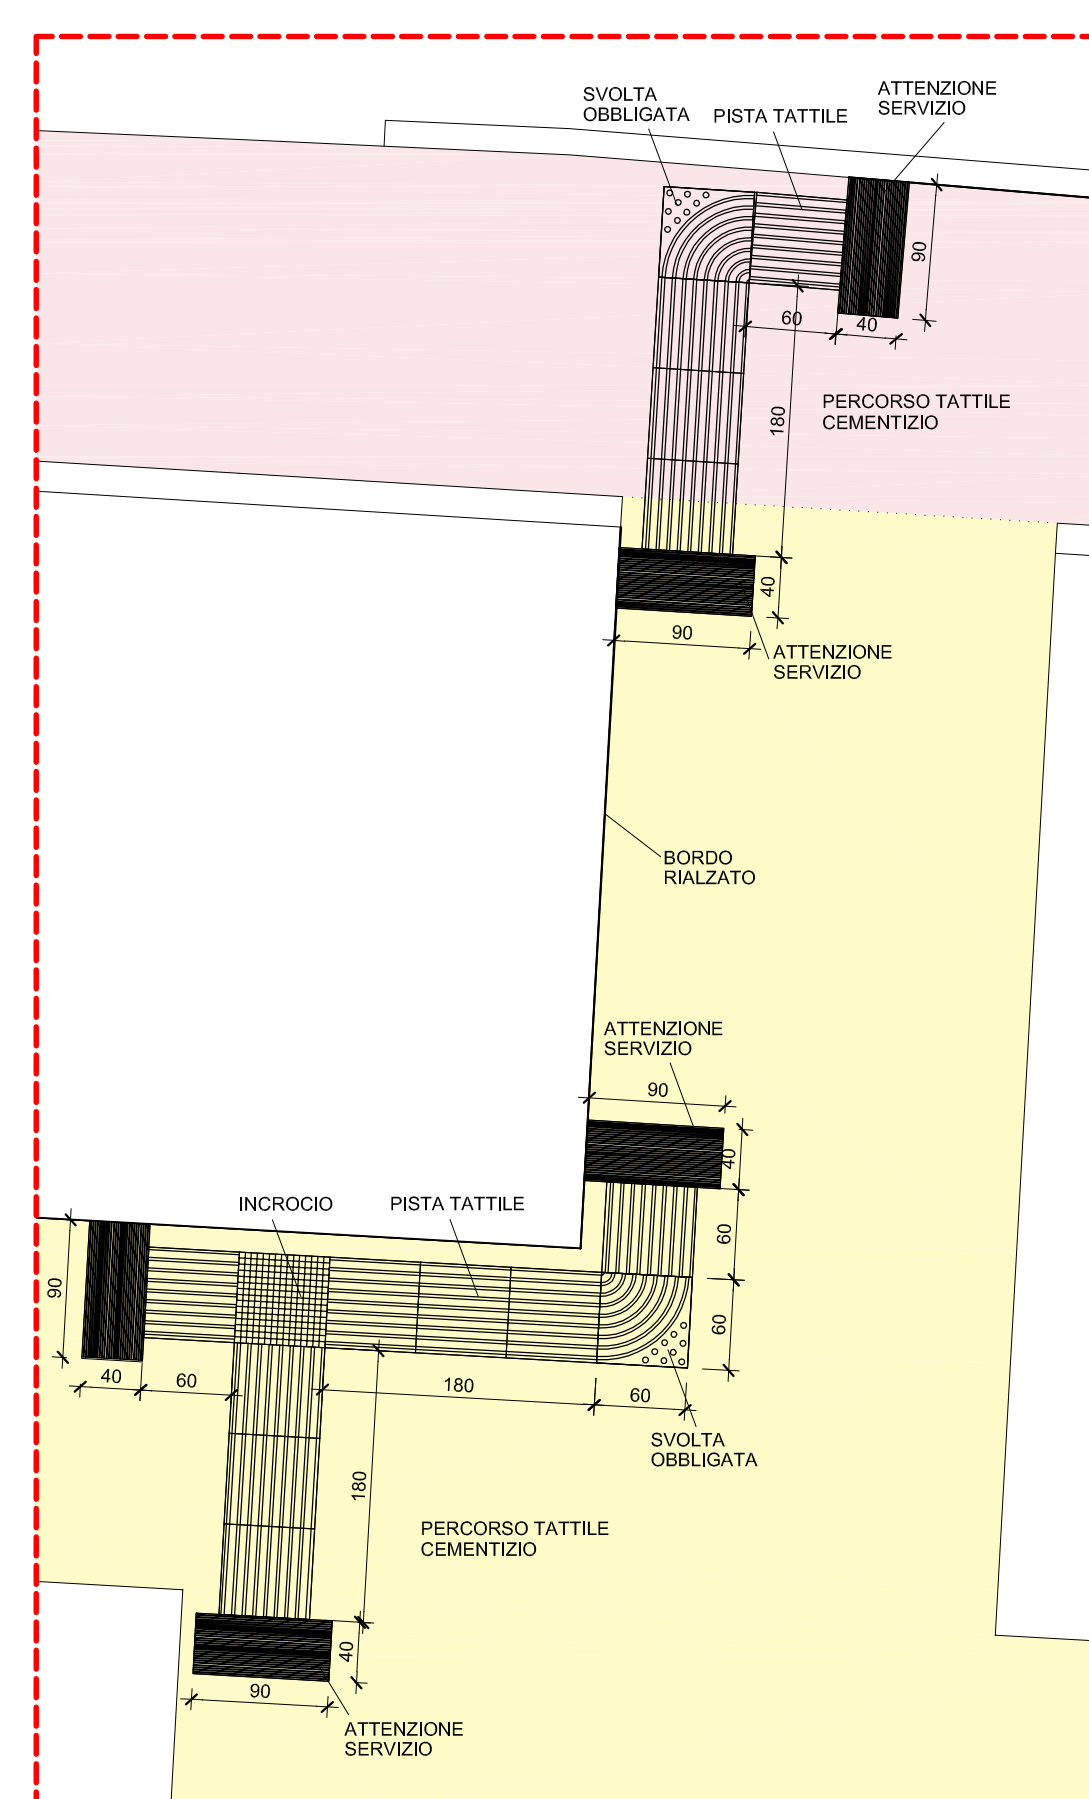 ATTENZIONE
SERVIZIO
SVOLTA
OBBLIGATA
PISTA TATTILE
90
60
40
180
PERCORSO TATTILE
CEMENTIZIO
40
90
ATTENZIONE
SERVIZIO
BORDO
RIALZATO
ATTENZIONE
SERVIZIO
90
40
INCROCIO
PISTA TATTILE
60
90
60
40
60
180
60
SVOLTA
OBBLIGATA
180
PERCORSO TATTILE
CEMENTIZIO
40
90
ATTENZIONE
SERVIZIO